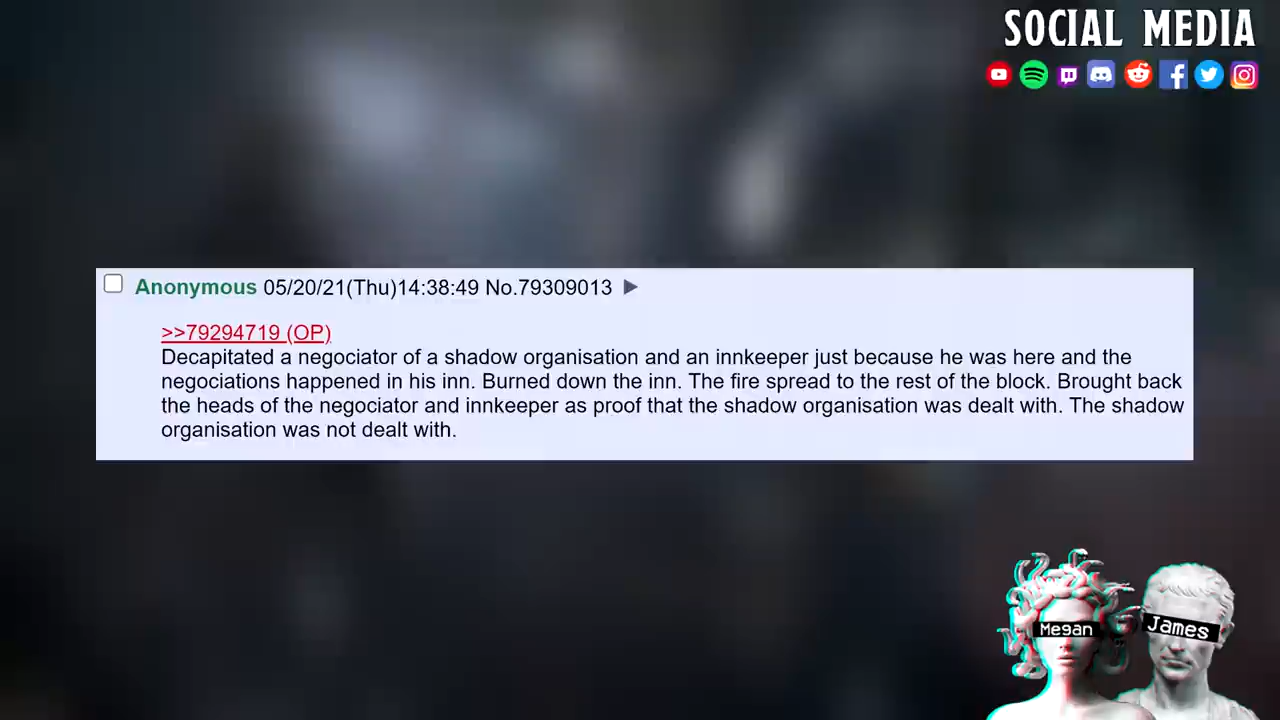 SOCIAL MEDIA
Anonymous 05/20/21(Thu)14:38:49 No.79309013
>>79294719 (OP)
Decapitated a negociator of a shadow organisation and an innkeeper just because he was here and the
negociations happened in his inn. Burned down the inn. The fire spread to the rest of the block. Brought back
the heads of the negociator and innkeeper as proof that the shadow organisation was dealt with. The shadow
organisation was not dealt with.
Megan
James